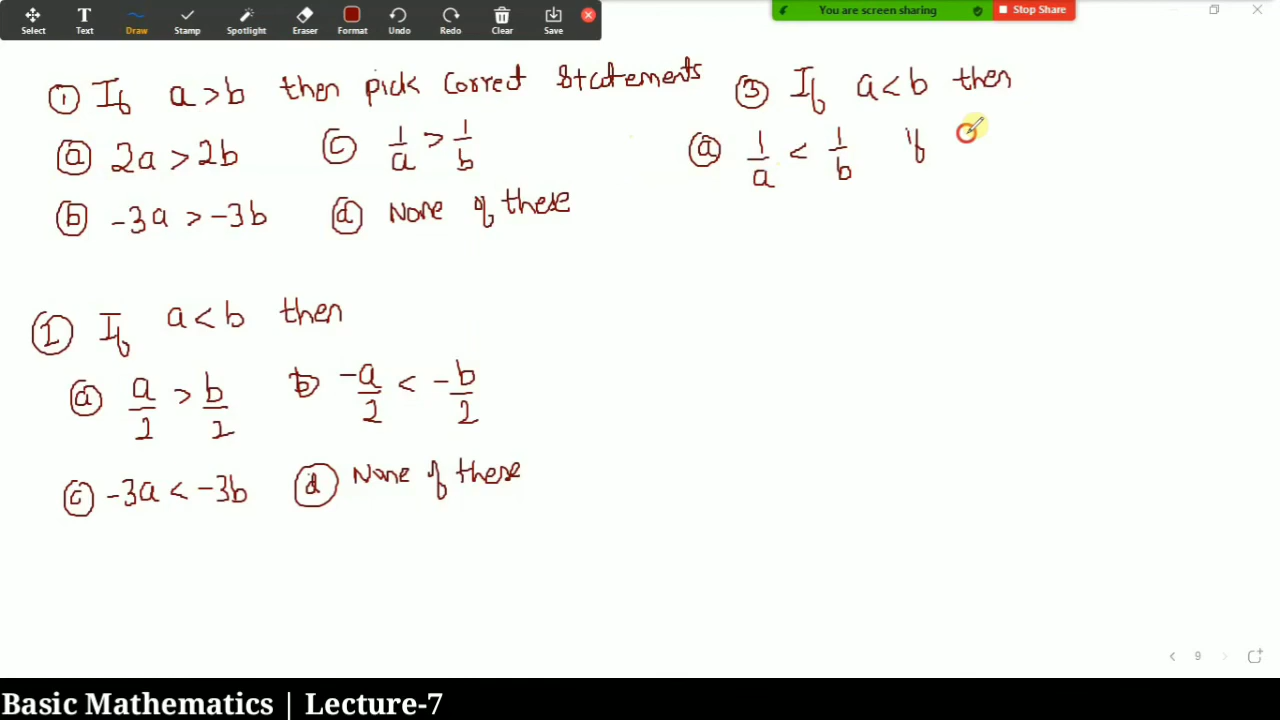 Select Text Draw Stamp Spotlight Eraser Format Undo Redo Clear Save
You are screen sharing Stop Share
① If a > b then pick correct statements
ⓐ 2a > 2b ⓒ 1/a > 1/b
ⓑ -3a > -3b ⓓ None of these
② If a < b then
ⓐ a/2 > b/2 ⓑ -a/2 < -b/2
ⓒ -3a < -3b ⓓ None of these
③ If a < b then
ⓐ 1/a < 1/b if
9
Basic Mathematics | Lecture-7